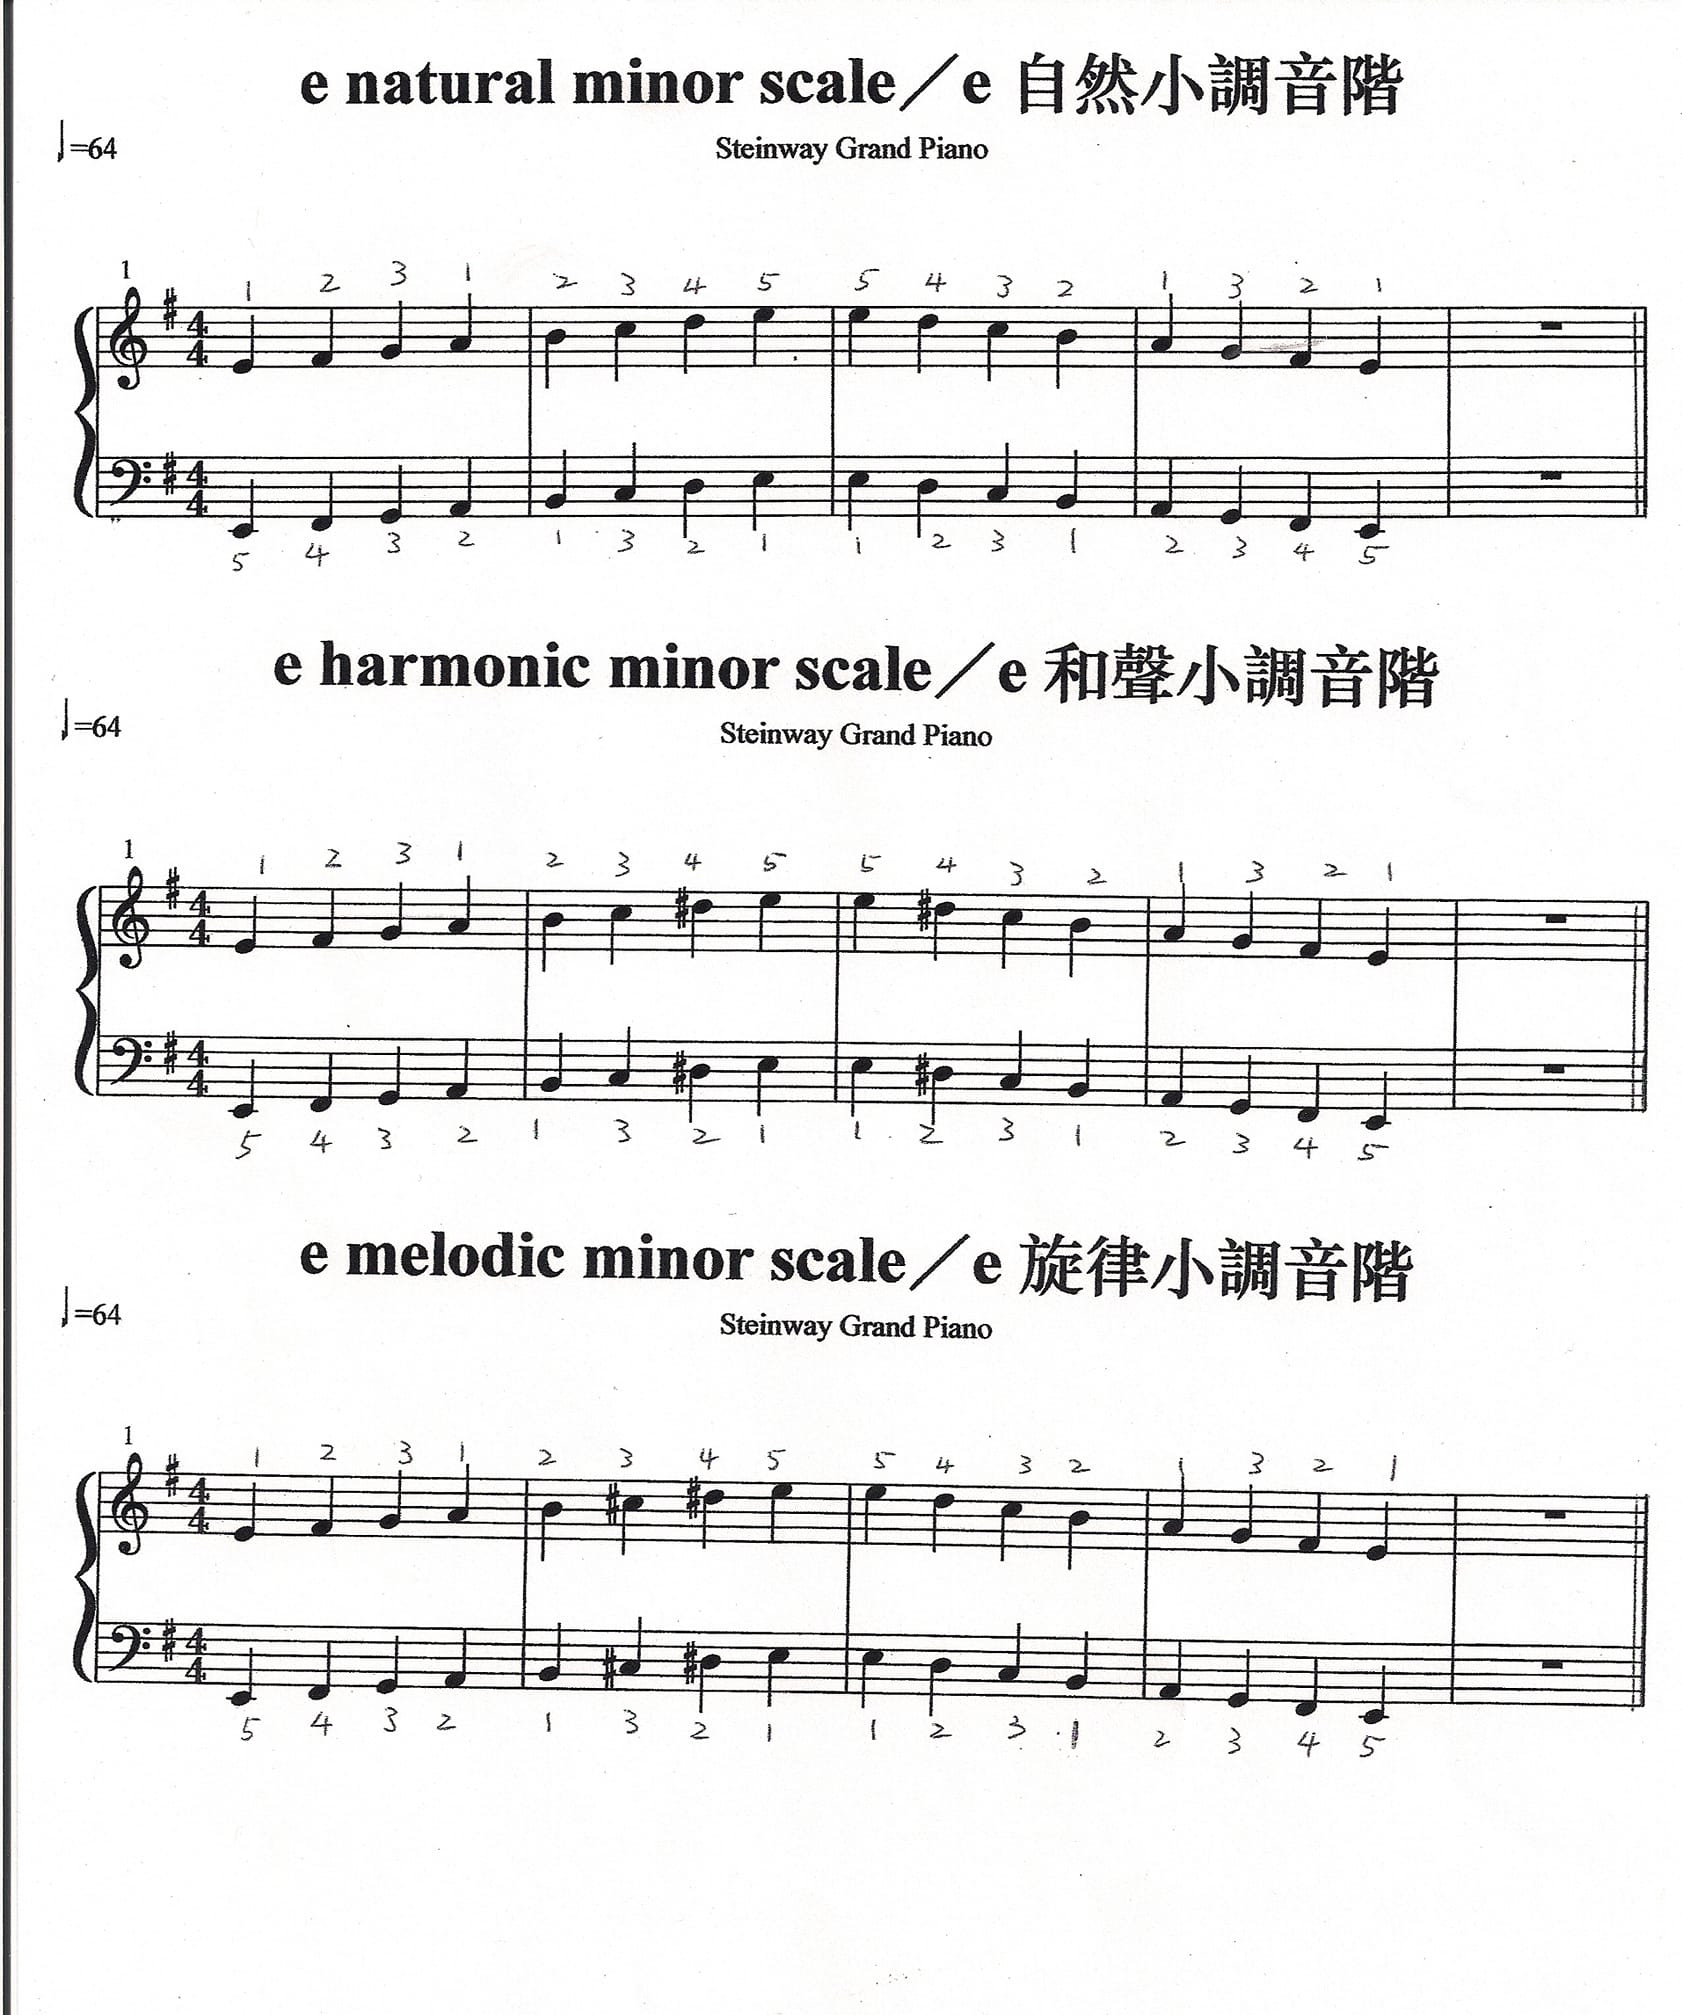 e natural minor scale／e 自然小調音階
♩=64
Steinway Grand Piano
1
1 2 3 1 2 3 4 5 5 4 3 2 1 3 2 1
4 4
4 4
5 4 3 2 1 3 2 1 1 2 3 1 2 3 4 5
e harmonic minor scale／e 和聲小調音階
♩=64
Steinway Grand Piano
1
1 2 3 1 2 3 4 5 5 4 3 2 1 3 2 1
4 4
4 4
5 4 3 2 1 3 2 1 1 2 3 1 2 3 4 5
e melodic minor scale／e 旋律小調音階
♩=64
Steinway Grand Piano
1
1 2 3 1 2 3 4 5 5 4 3 2 1 3 2 1
4 4
4 4
5 4 3 2 1 3 2 1 1 2 3 1 2 3 4 5